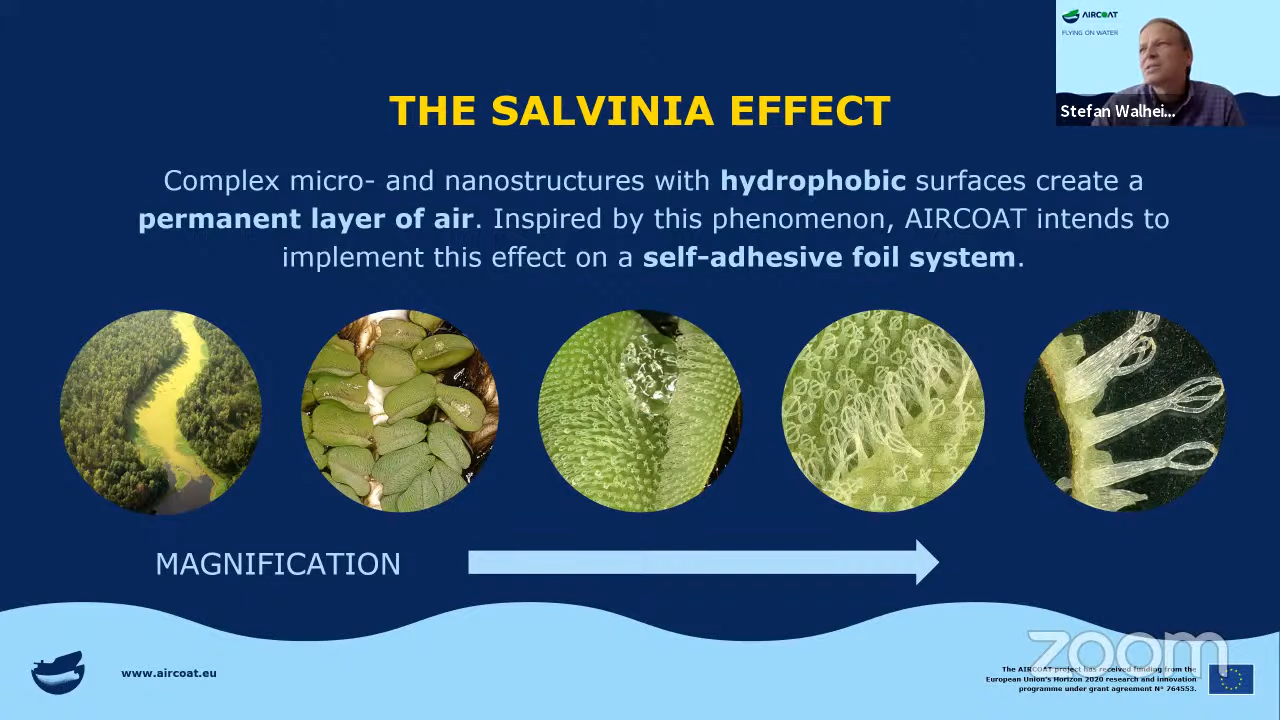 AIRCOAT
FLYING ON WATER
Stefan Walhei...
THE SALVINIA EFFECT
Complex micro- and nanostructures with hydrophobic surfaces create a
permanent layer of air. Inspired by this phenomenon, AIRCOAT intends to
implement this effect on a self-adhesive foil system.
MAGNIFICATION
www.aircoat.eu
zoom
The AIRCOAT project has received funding from the
European Union's Horizon 2020 research and innovation
programme under grant agreement N° 764553.